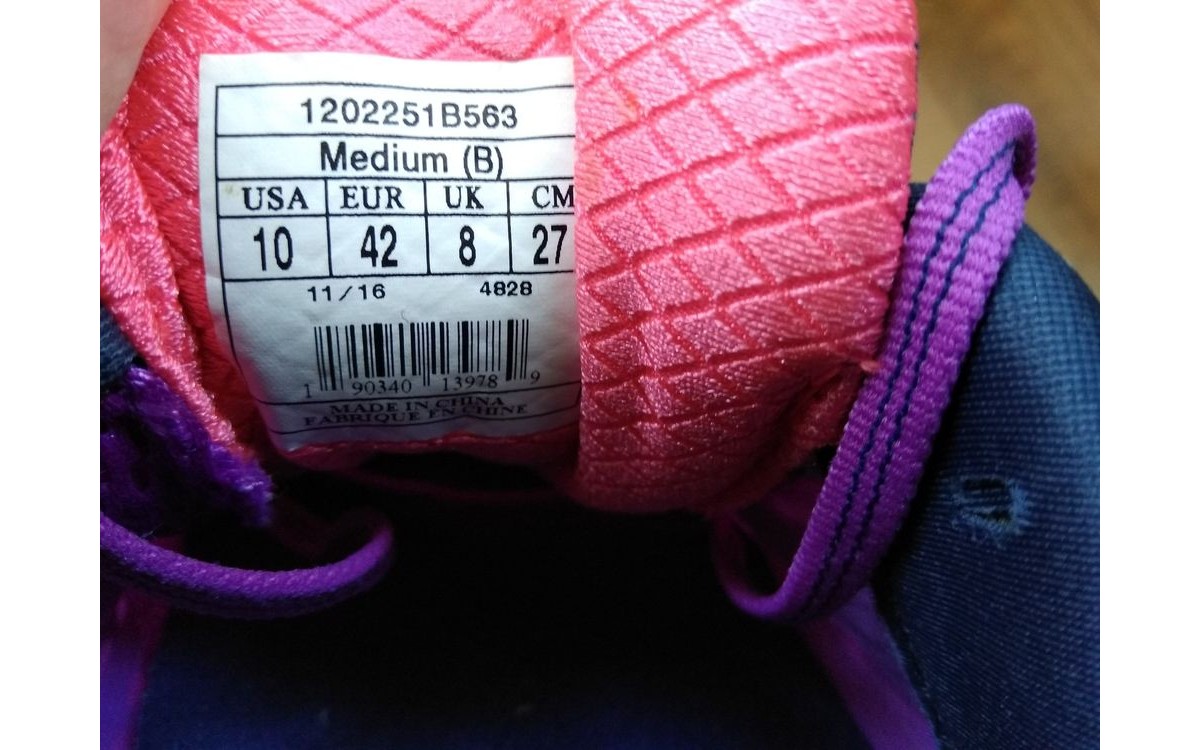 1202251B563
Medium (B)
USA EUR UK CM
10 42 8 27
11/16 4828
1 90340 13978 9
MADE IN CHINA
FABRIQUE EN CHINE